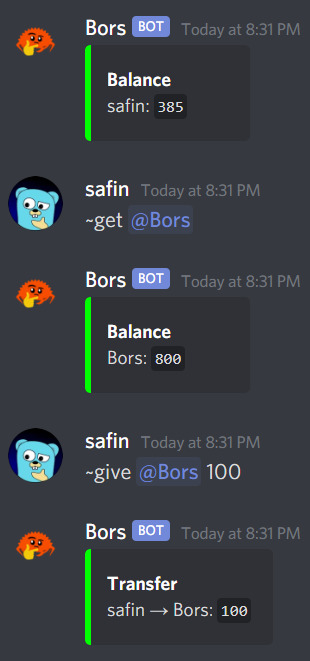 Bors BOT Today at 8:31 PM
Balance
safin: 385
safin Today at 8:31 PM
~get @Bors
Bors BOT Today at 8:31 PM
Balance
Bors: 800
safin Today at 8:31 PM
~give @Bors 100
Bors BOT Today at 8:31 PM
Transfer
safin → Bors: 100